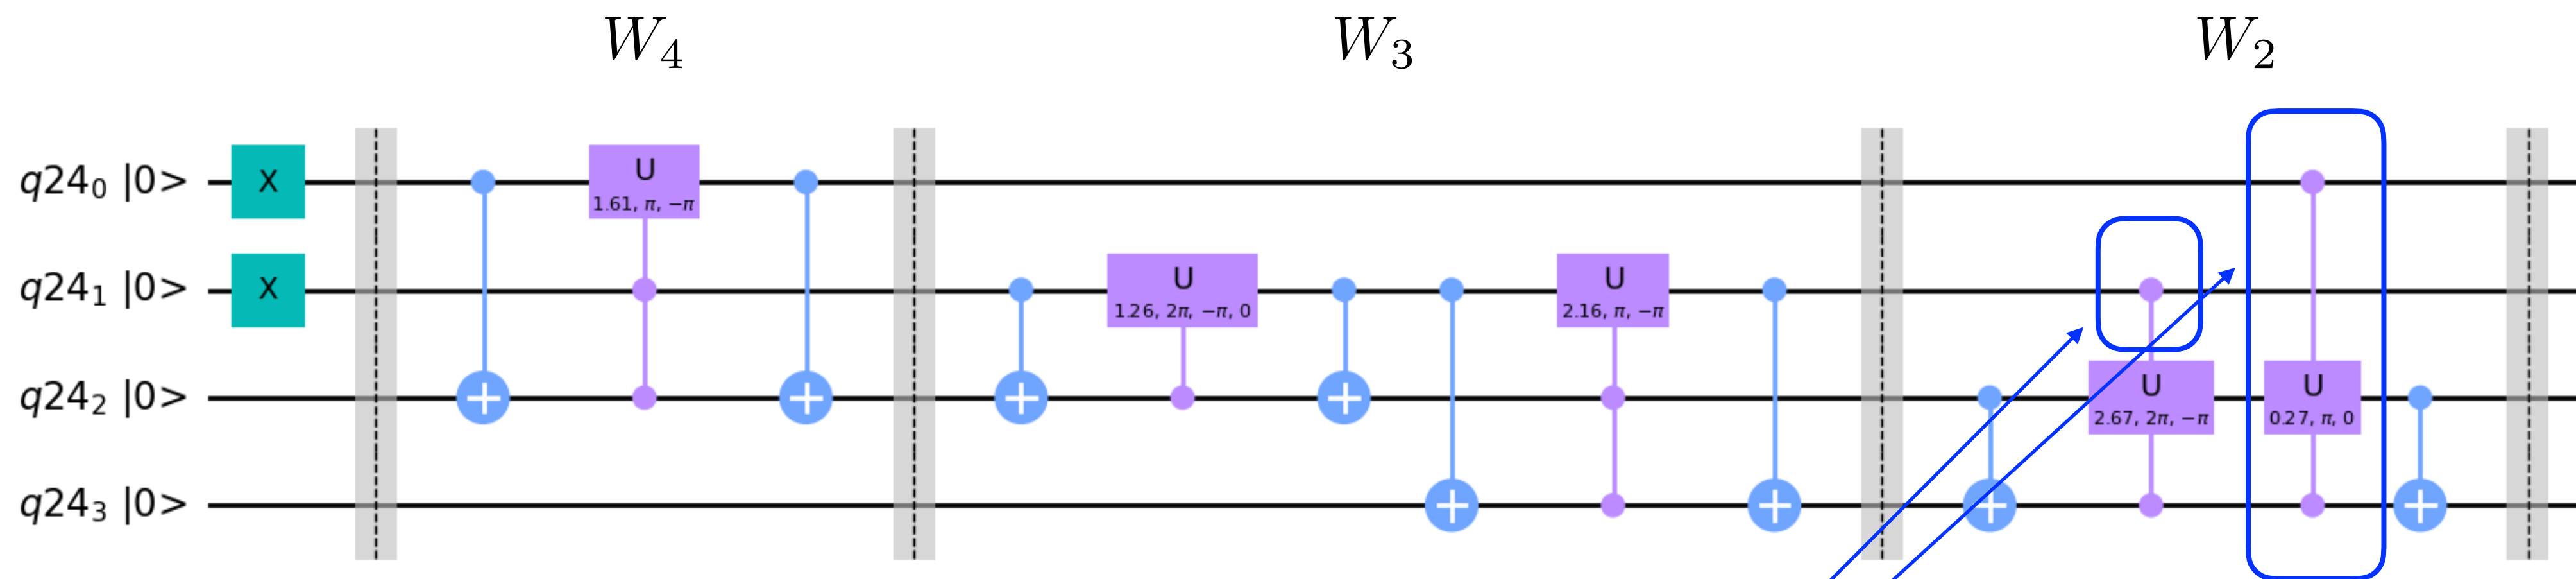 W₄ W₃ W₂
q24₀ |0> X U
1.61, π, −π
q24₁ |0> X U U
1.26, 2π, −π, 0 2.16, π, −π
q24₂ |0> U U
2.67, 2π, −π 0.27, π, 0
q24₃ |0>